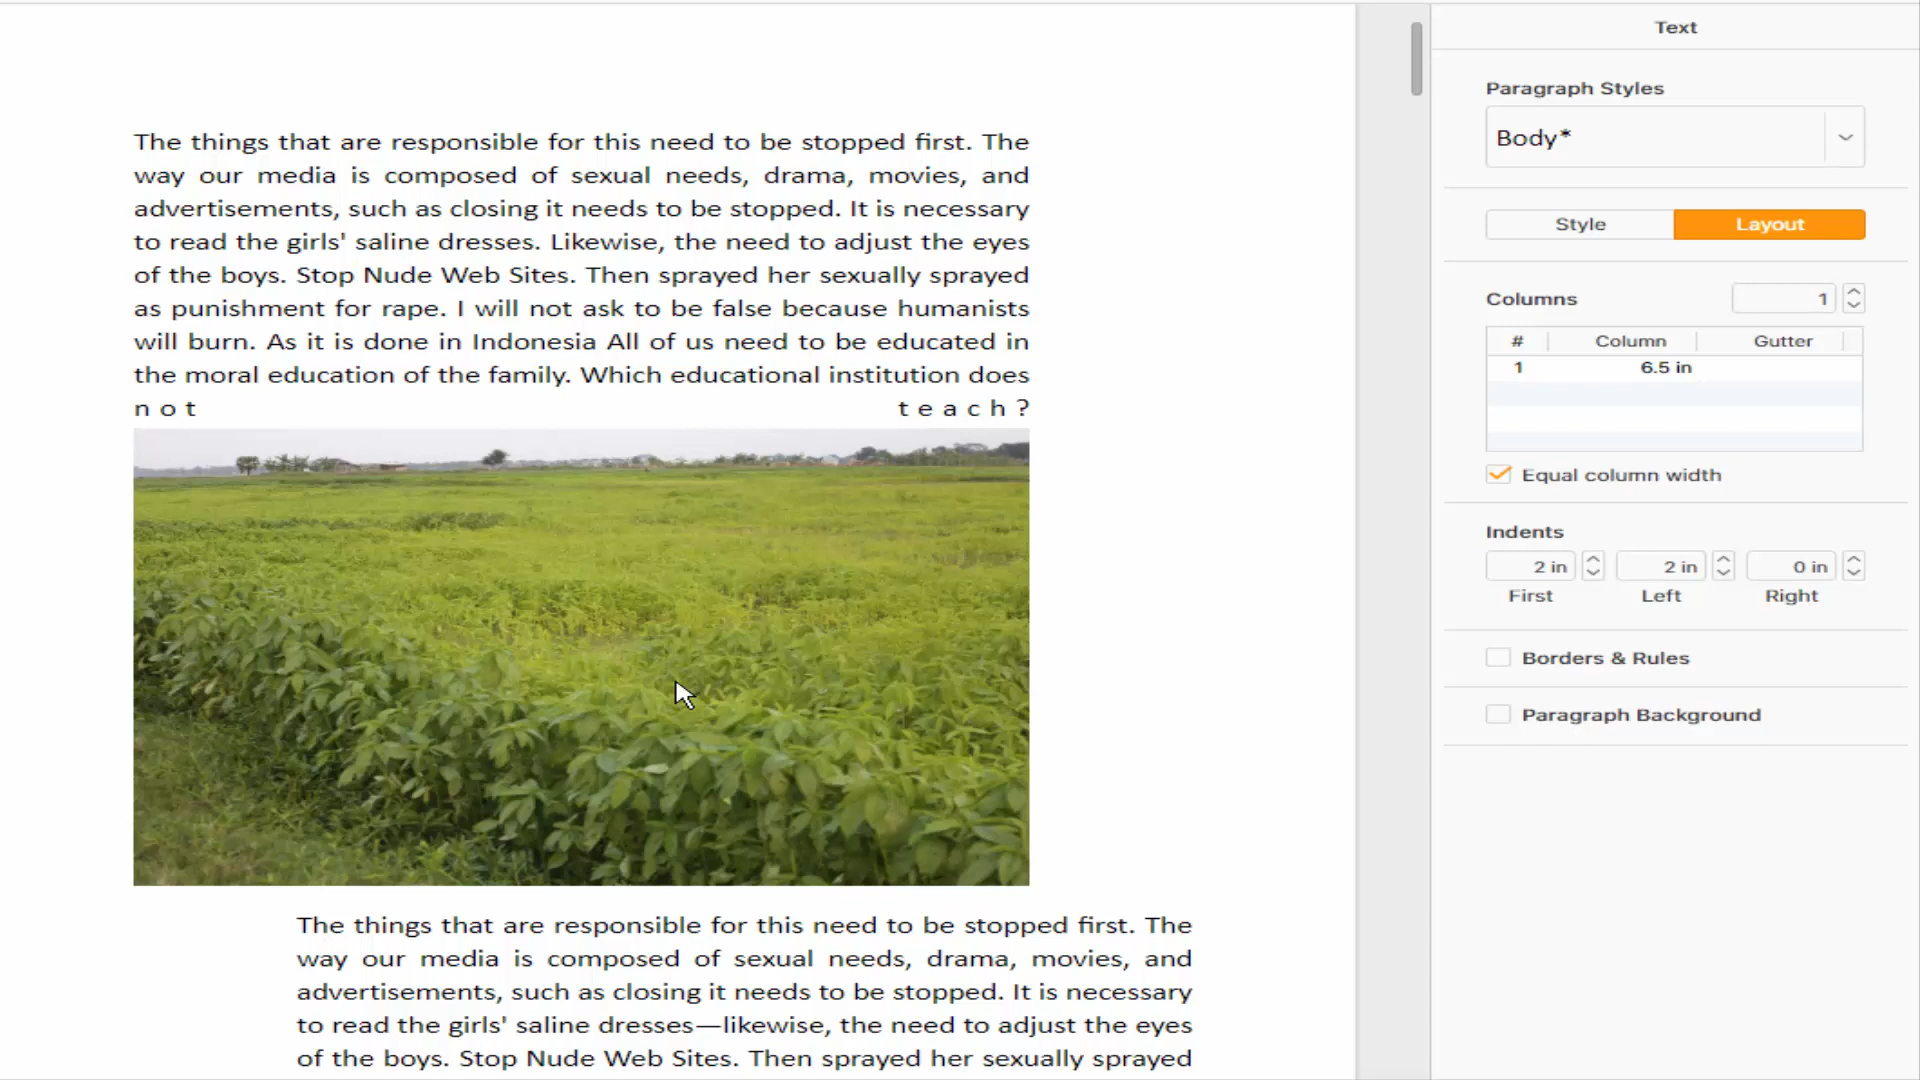 The things that are responsible for this need to be stopped first. The
way our media is composed of sexual needs, drama, movies, and
advertisements, such as closing it needs to be stopped. It is necessary
to read the girls' saline dresses. Likewise, the need to adjust the eyes
of the boys. Stop Nude Web Sites. Then sprayed her sexually sprayed
as punishment for rape. I will not ask to be false because humanists
will burn. As it is done in Indonesia All of us need to be educated in
the moral education of the family. Which educational institution does
not teach?
The things that are responsible for this need to be stopped first. The
way our media is composed of sexual needs, drama, movies, and
advertisements, such as closing it needs to be stopped. It is necessary
to read the girls' saline dresses—likewise, the need to adjust the eyes
of the boys. Stop Nude Web Sites. Then sprayed her sexually sprayed
Text
Paragraph Styles
Body*
Style Layout
Columns 1
# Column Gutter
1 6.5 in
Equal column width
Indents
2 in 2 in 0 in
First Left Right
Borders & Rules
Paragraph Background